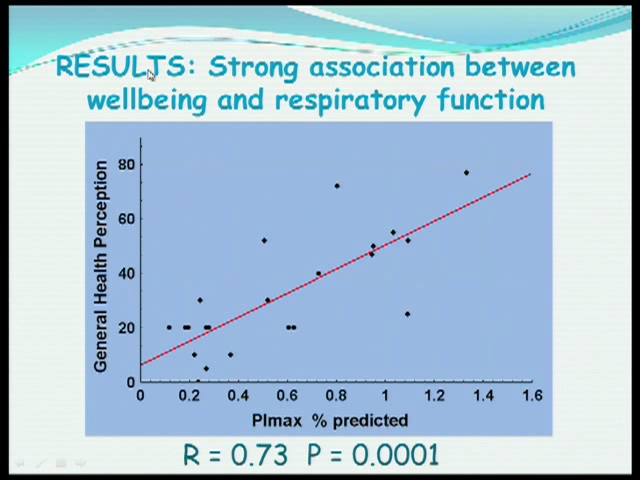 RESULTS: Strong association between
wellbeing and respiratory function
General Health Perception
80
60
40
20
0
0 0.2 0.4 0.6 0.8 1 1.2 1.4 1.6
PImax % predicted
R = 0.73 P = 0.0001